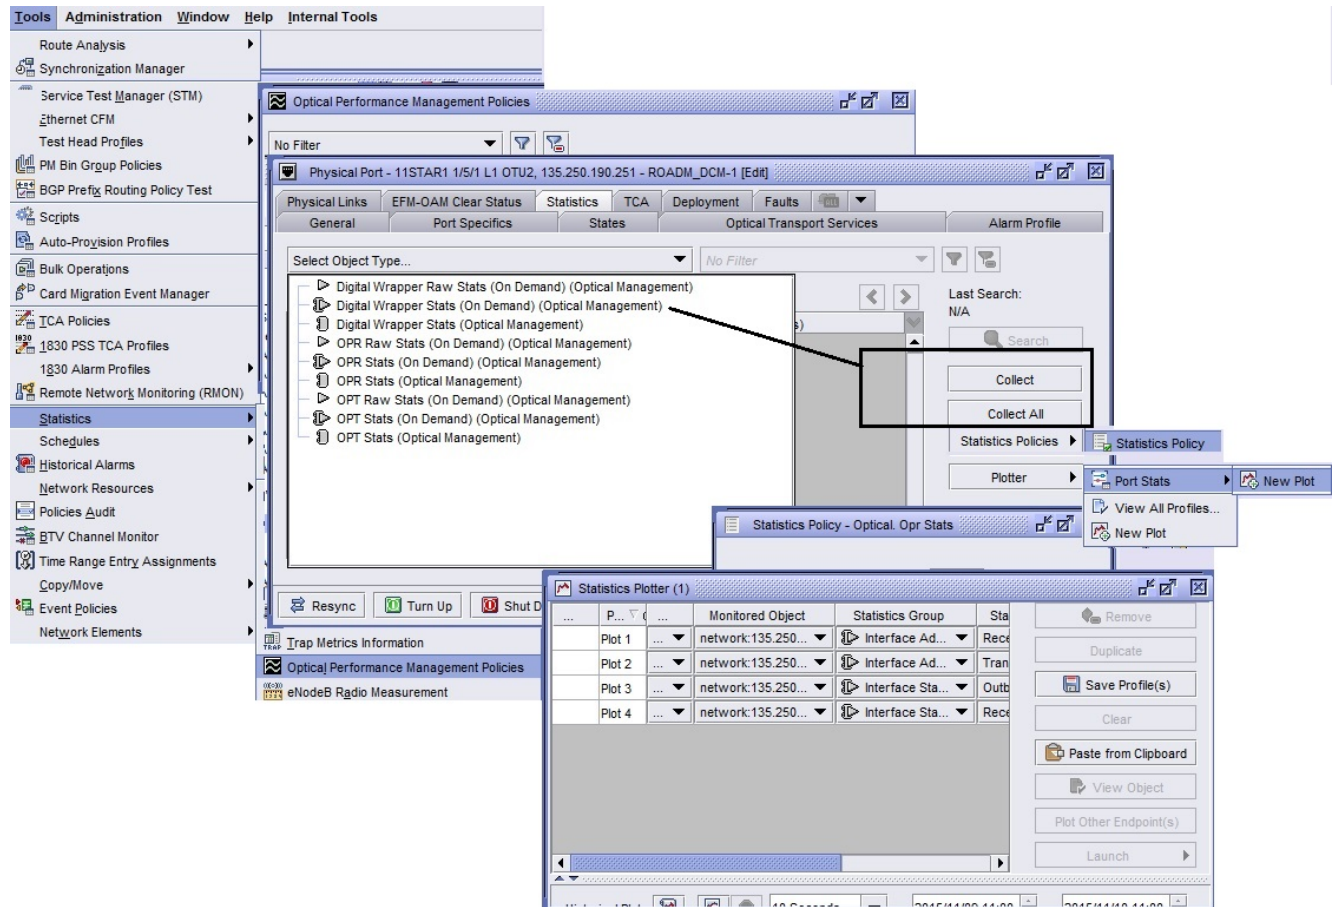 Tools Administration Window Help Internal Tools
Route Analysis
Synchronization Manager
Service Test Manager (STM)
Ethernet CFM
Test Head Profiles
PM Bin Group Policies
BGP Prefix Routing Policy Test
Scripts
Auto-Provision Profiles
Bulk Operations
Card Migration Event Manager
TCA Policies
1830 PSS TCA Profiles
1830 Alarm Profiles
Remote Network Monitoring (RMON)
Statistics
Schedules
Historical Alarms
Network Resources
Policies Audit
BTV Channel Monitor
Time Range Entry Assignments
Copy/Move
Event Policies
Network Elements
Optical Performance Management Policies
No Filter
Physical Port - 11STAR1 1/5/1 L1 OTU2, 135.250.190.251 - ROADM_DCM-1 [Edit]
Physical Links EFM-OAM Clear Status Statistics TCA Deployment Faults
General Port Specifics States Optical Transport Services Alarm Profile
Select Object Type... No Filter
Digital Wrapper Raw Stats (On Demand) (Optical Management)
Digital Wrapper Stats (On Demand) (Optical Management)
Digital Wrapper Stats (Optical Management)
OPR Raw Stats (On Demand) (Optical Management)
OPR Stats (On Demand) (Optical Management)
OPR Stats (Optical Management)
OPT Raw Stats (On Demand) (Optical Management)
OPT Stats (On Demand) (Optical Management)
OPT Stats (Optical Management)
s)
Last Search:
N/A
Search
Collect
Collect All
Statistics Policies
Plotter
Statistics Policy
Port Stats
New Plot
View All Profiles...
New Plot
Statistics Policy - Optical. Opr Stats
Resync Turn Up Shut D
Trap Metrics Information
Optical Performance Management Policies
eNodeB Radio Measurement
Statistics Plotter (1)
... P... ... Monitored Object Statistics Group Sta
Plot 1 ... network:135.250... Interface Ad... Rece
Plot 2 ... network:135.250... Interface Ad... Tran
Plot 3 ... network:135.250... Interface Sta... Outb
Plot 4 ... network:135.250... Interface Sta... Rece
Remove
Duplicate
Save Profile(s)
Clear
Paste from Clipboard
View Object
Plot Other Endpoint(s)
Launch